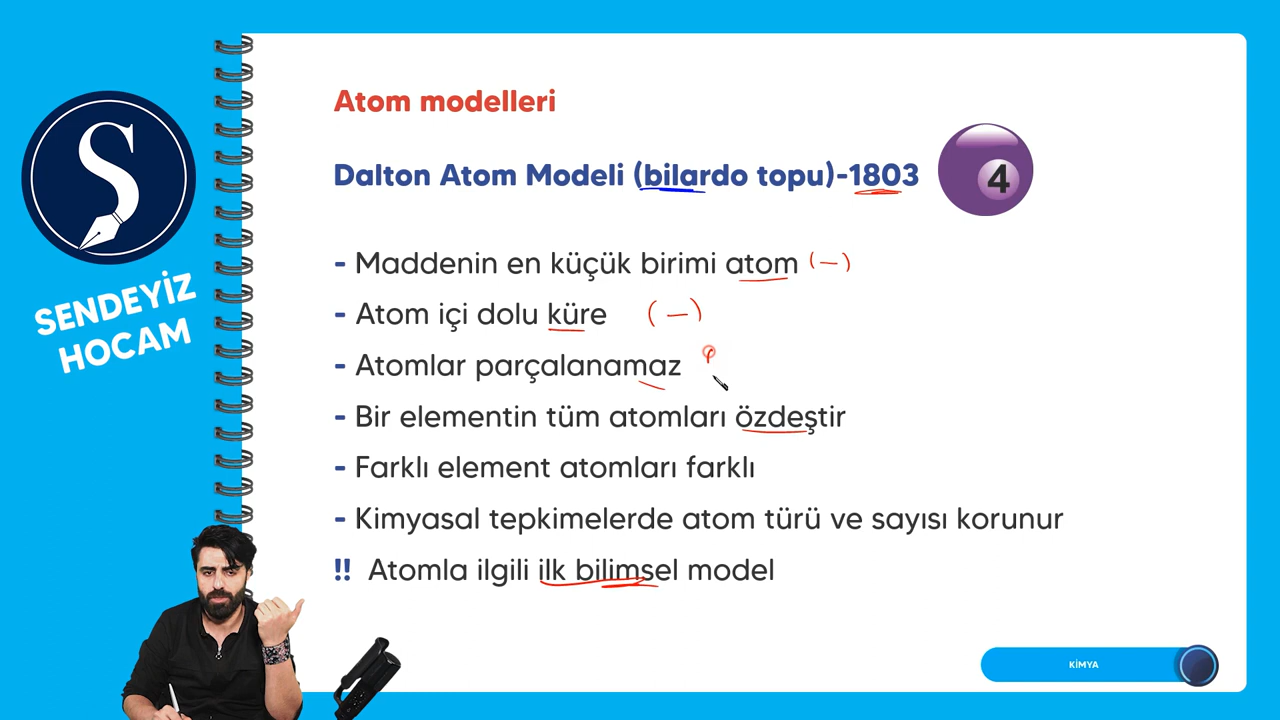 S
SENDEYİZ
HOCAM
Atom modelleri
Dalton Atom Modeli (bilardo topu)-1803
4
- Maddenin en küçük birimi atom (-)
- Atom içi dolu küre (-)
- Atomlar parçalanamaz
- Bir elementin tüm atomları özdeştir
- Farklı element atomları farklı
- Kimyasal tepkimelerde atom türü ve sayısı korunur
!! Atomla ilgili ilk bilimsel model
KİMYA